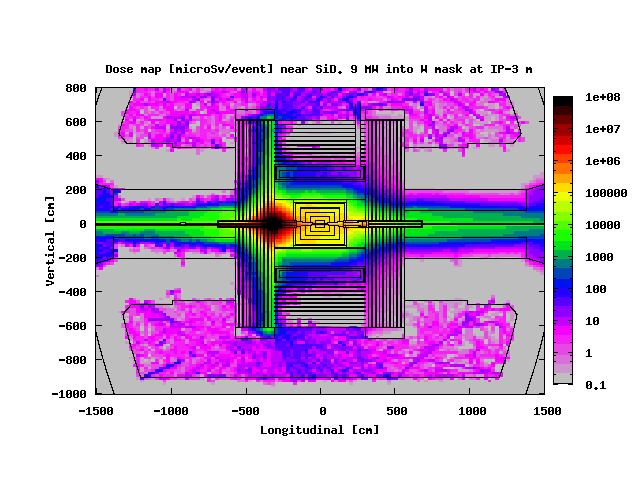 Dose map [microSv/event] near SiD. 9 MW into W mask at IP-3 m
800
600
400
200
0
-200
-400
-600
-800
-1000
Vertical [cm]
-1500 -1000 -500 0 500 1000 1500
Longitudinal [cm]
1e+08
1e+07
1e+06
100000
10000
1000
100
10
1
0.1